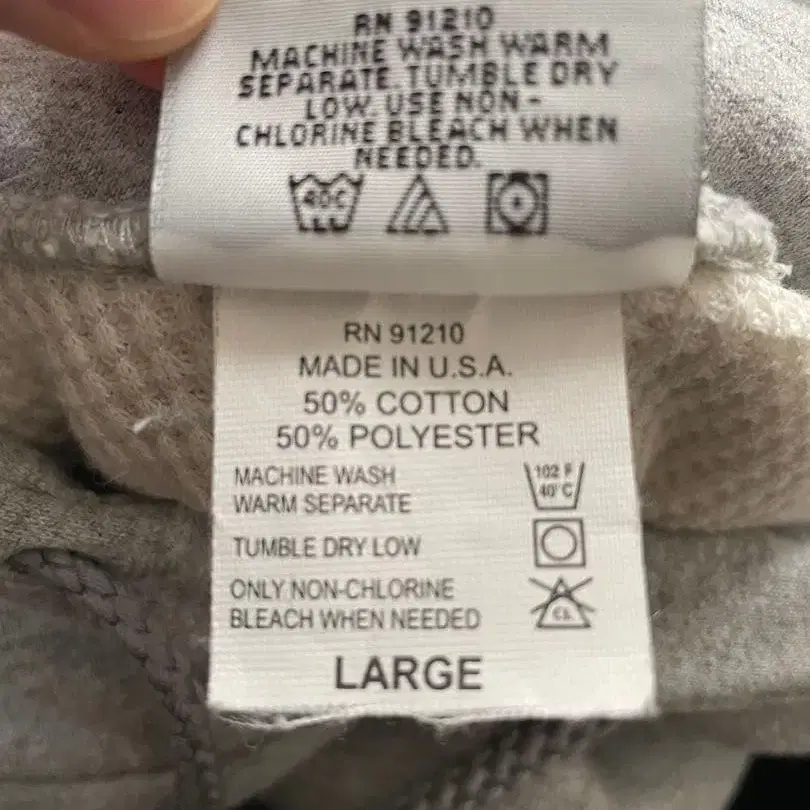 RN 91210
MACHINE WASH WARM
SEPARATE. TUMBLE DRY
LOW. USE NON-
CHLORINE BLEACH WHEN
NEEDED.
40C
RN 91210
MADE IN U.S.A.
50% COTTON
50% POLYESTER
MACHINE WASH
WARM SEPARATE
102 F
40°C
TUMBLE DRY LOW
ONLY NON-CHLORINE
BLEACH WHEN NEEDED
CL
LARGE